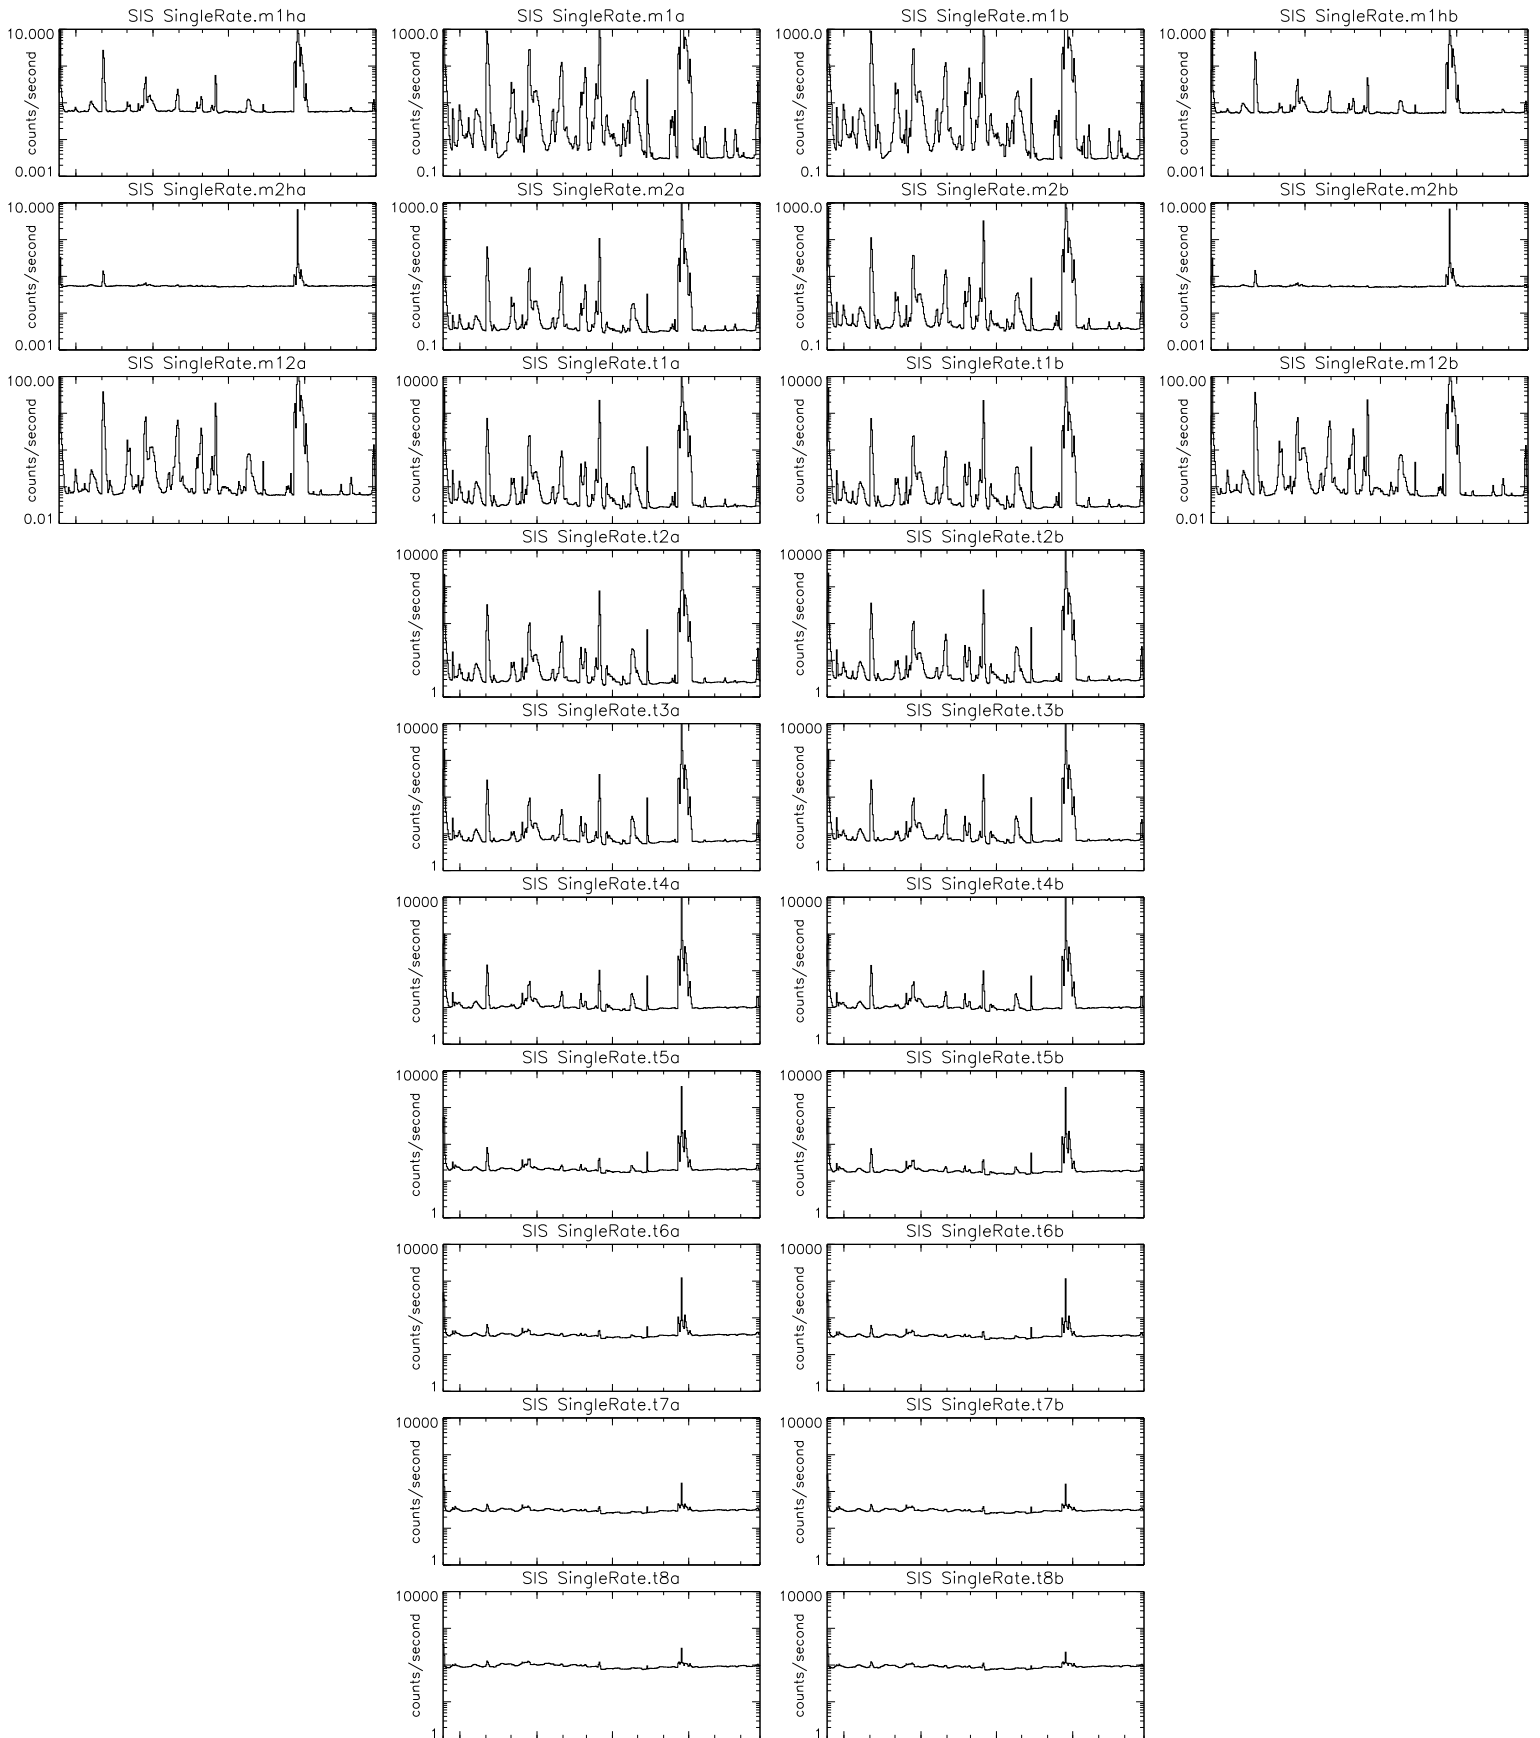 SIS SingleRate.m1ha
SIS SingleRate.m1a
SIS SingleRate.m1b
SIS SingleRate.m1hb
10.000
counts/second
0.001
1000.0
counts/second
0.1
1000.0
counts/second
0.1
10.000
counts/second
0.001
SIS SingleRate.m2ha
SIS SingleRate.m2a
SIS SingleRate.m2b
SIS SingleRate.m2hb
10.000
counts/second
0.001
1000.0
counts/second
0.1
1000.0
counts/second
0.1
10.000
counts/second
0.001
SIS SingleRate.m12a
SIS SingleRate.t1a
SIS SingleRate.t1b
SIS SingleRate.m12b
100.00
counts/second
0.01
10000
counts/second
1
10000
counts/second
1
100.00
counts/second
0.01
SIS SingleRate.t2a
SIS SingleRate.t2b
10000
counts/second
1
10000
counts/second
1
SIS SingleRate.t3a
SIS SingleRate.t3b
10000
counts/second
1
10000
counts/second
1
SIS SingleRate.t4a
SIS SingleRate.t4b
10000
counts/second
1
10000
counts/second
1
SIS SingleRate.t5a
SIS SingleRate.t5b
10000
counts/second
1
10000
counts/second
1
SIS SingleRate.t6a
SIS SingleRate.t6b
10000
counts/second
1
10000
counts/second
1
SIS SingleRate.t7a
SIS SingleRate.t7b
10000
counts/second
1
10000
counts/second
1
SIS SingleRate.t8a
SIS SingleRate.t8b
10000
counts/second
1
10000
counts/second
1